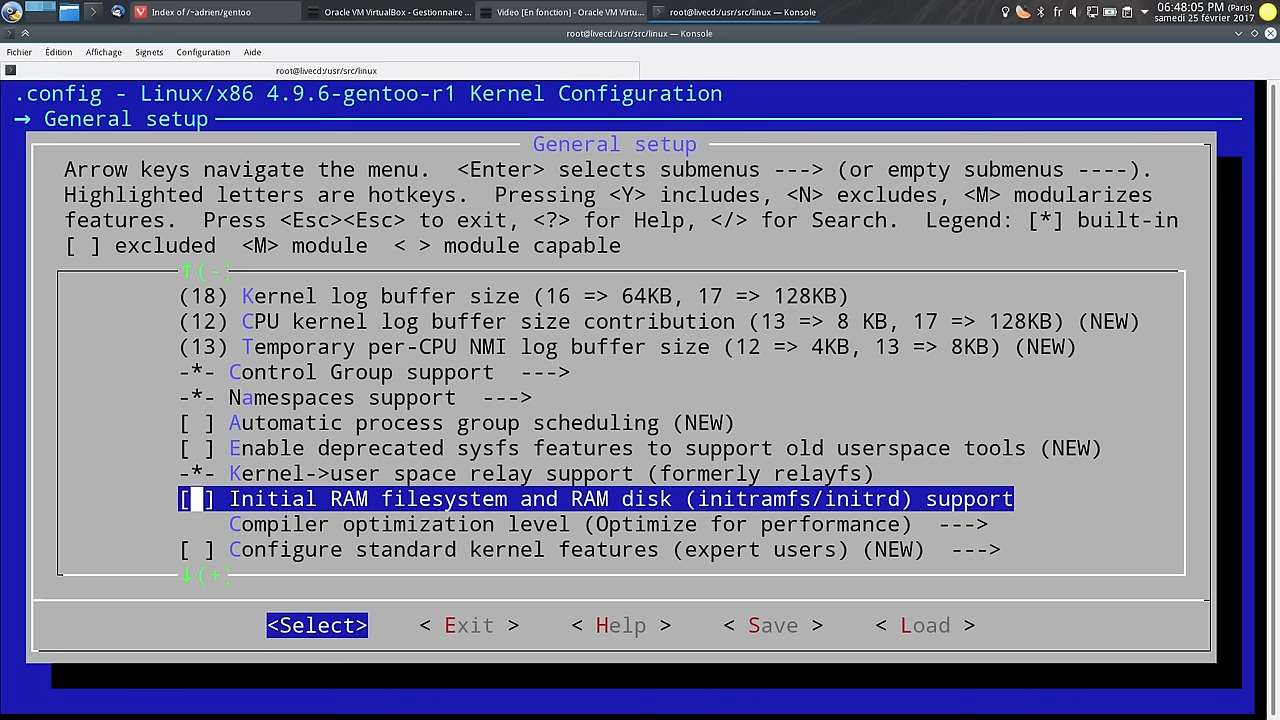 Index of /~adrien/gentoo
Oracle VM VirtualBox - Gestionnaire ...
Video [En fonction] - Oracle VM Virtu...
root@livecd:/usr/src/linux — Konsole
fr
06:48:05 PM (Paris)
samedi 25 février 2017
root@livecd:/usr/src/linux — Konsole
Fichier Édition Affichage Signets Configuration Aide
root@livecd:/usr/src/linux
.config - Linux/x86 4.9.6-gentoo-r1 Kernel Configuration
→ General setup
General setup
Arrow keys navigate the menu.  <Enter> selects submenus ---> (or empty submenus ----).
Highlighted letters are hotkeys.  Pressing <Y> includes, <N> excludes, <M> modularizes
features.  Press <Esc><Esc> to exit, <?> for Help, </> for Search.  Legend: [*] built-in
[ ] excluded  <M> module  < > module capable
↑(-)
(18) Kernel log buffer size (16 => 64KB, 17 => 128KB)
(12) CPU kernel log buffer size contribution (13 => 8 KB, 17 => 128KB) (NEW)
(13) Temporary per-CPU NMI log buffer size (12 => 4KB, 13 => 8KB) (NEW)
-*- Control Group support  --->
-*- Namespaces support  --->
[ ] Automatic process group scheduling (NEW)
[ ] Enable deprecated sysfs features to support old userspace tools (NEW)
-*- Kernel->user space relay support (formerly relayfs)
[ ] Initial RAM filesystem and RAM disk (initramfs/initrd) support
Compiler optimization level (Optimize for performance)  --->
[ ] Configure standard kernel features (expert users) (NEW)  --->
↓(+)
<Select>    < Exit >    < Help >    < Save >    < Load >